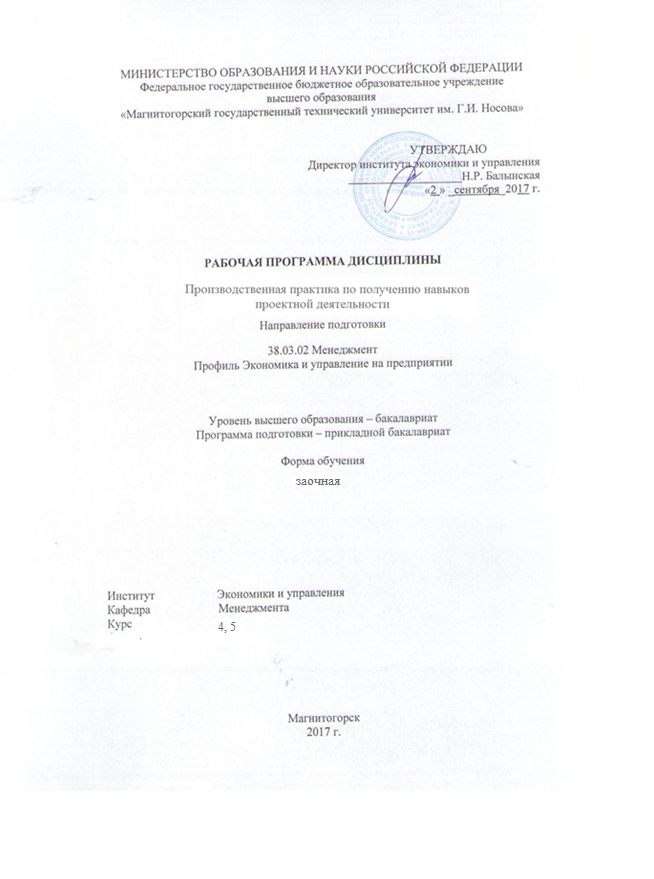 МИНИСТЕРСТВО ОБРАЗОВАНИЯ И НАУКИ РОССИЙСКОЙ ФЕДЕРАЦИИ
Федеральное государственное бюджетное образовательное учреждение
высшего образования
«Магнитогорский государственный технический университет им. Г.И. Носова»
УТВЕРЖДАЮ
Директор института экономики и управления
____________________Н.Р. Балынская
«2 » _сентября_2017 г.
РАБОЧАЯ ПРОГРАММА ДИСЦИПЛИНЫ
Производственная практика по получению навыков
проектной деятельности
Направление подготовки
38.03.02 Менеджмент
Профиль Экономика и управление на предприятии
Уровень высшего образования – бакалавриат
Программа подготовки – прикладной бакалавриат
Форма обучения
заочная
Институт Экономики и управления
Кафедра Менеджмента
Курс 4, 5
Магнитогорск
2017 г.